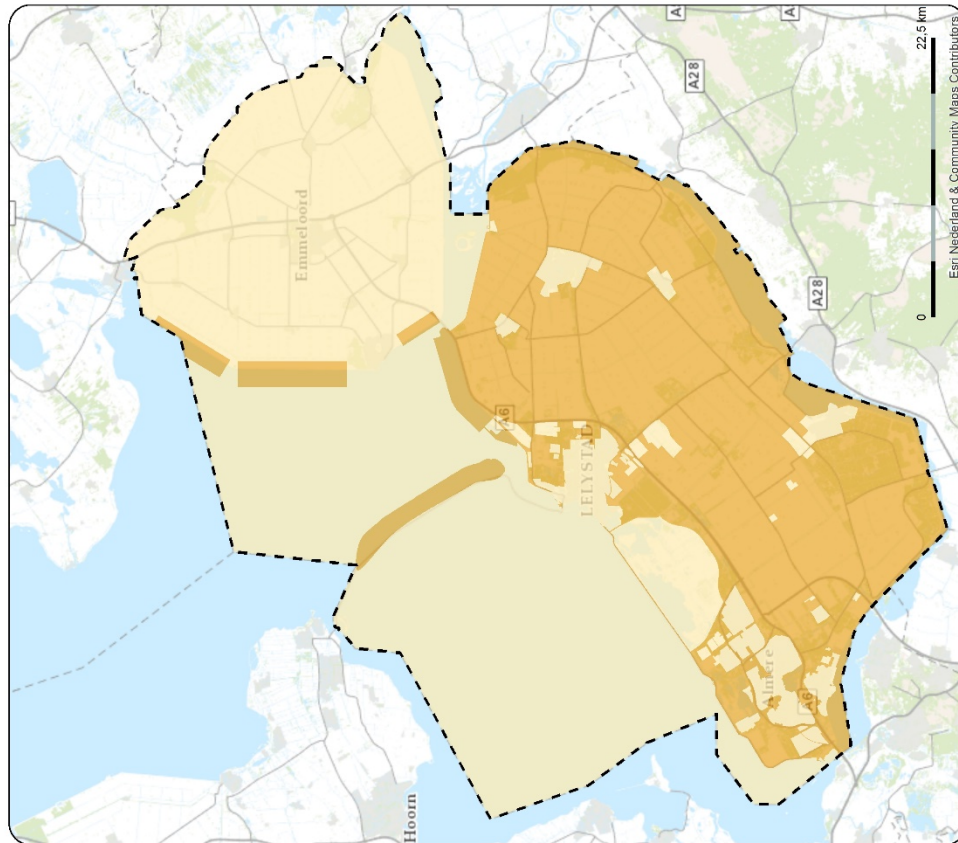 A28
A28
Emmeloord
A6
LELYSTAD
Almere
A6
Hoorn
0
22,5 km
Esri Nederland & Community Maps Contributors